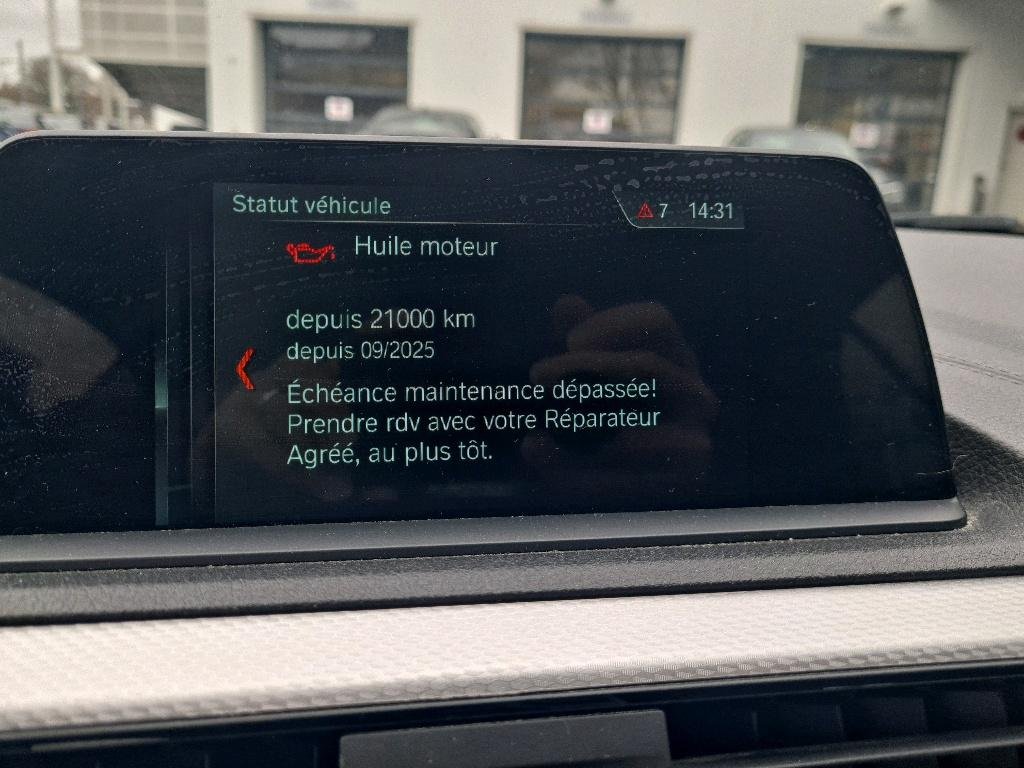 Statut véhicule
7 14:31
Huile moteur
depuis 21000 km
depuis 09/2025
Échéance maintenance dépassée!
Prendre rdv avec votre Réparateur
Agréé, au plus tôt.